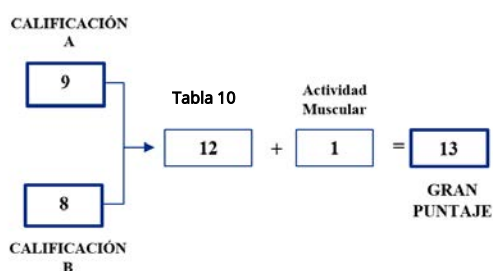 CALIFICACIÓN
A
9
Tabla 10
Actividad
Muscular
12 + 1 = 13
GRAN
PUNTAJE
8
CALIFICACIÓN
B